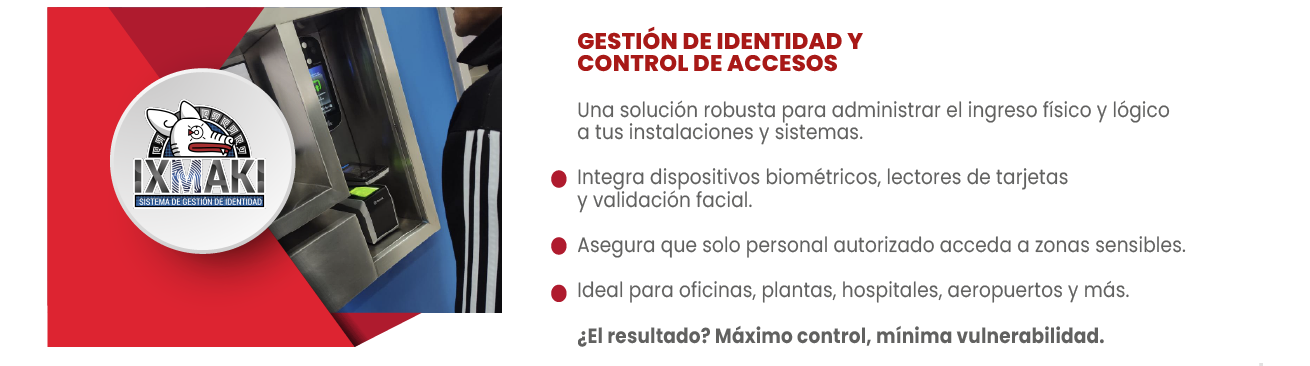 IXMAKI
SISTEMA DE GESTIÓN DE IDENTIDAD
GESTIÓN DE IDENTIDAD Y
CONTROL DE ACCESOS
Una solución robusta para administrar el ingreso físico y lógico
a tus instalaciones y sistemas.
Integra dispositivos biométricos, lectores de tarjetas
y validación facial.
Asegura que solo personal autorizado acceda a zonas sensibles.
Ideal para oficinas, plantas, hospitales, aeropuertos y más.
¿El resultado? Máximo control, mínima vulnerabilidad.